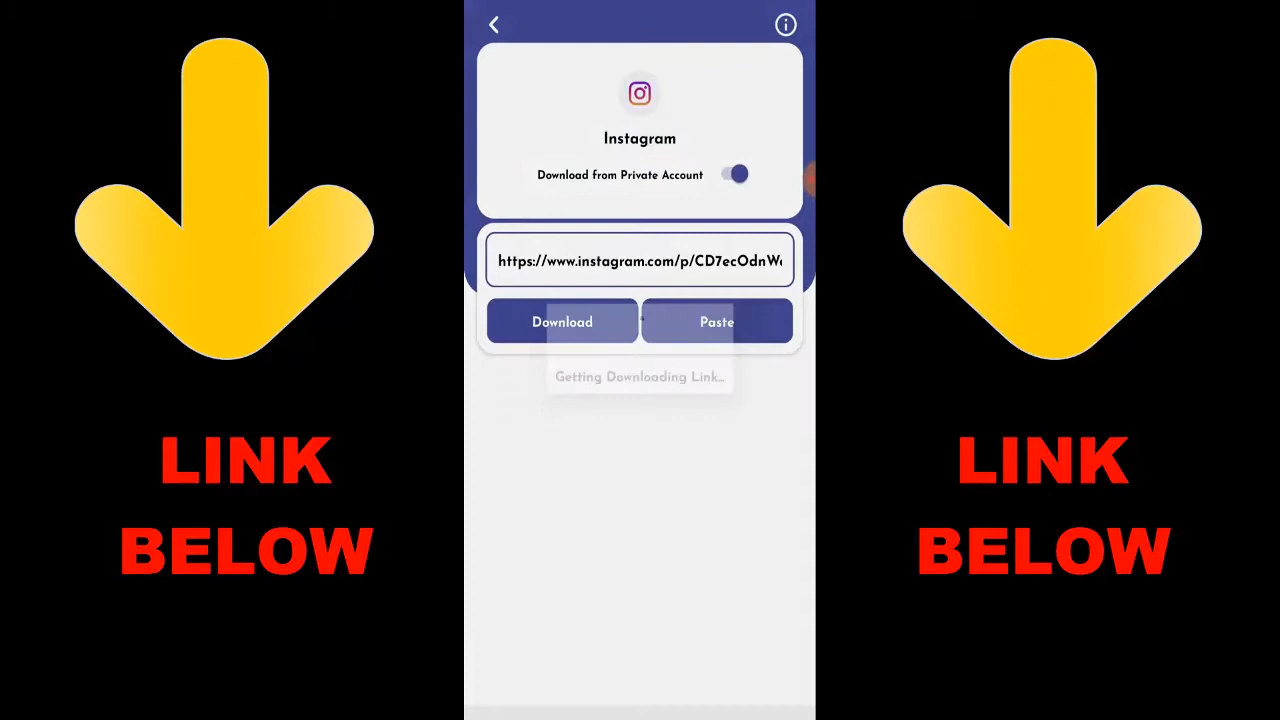 Instagram
Download from Private Account
https://www.instagram.com/p/CD7ecOdnW
Download Paste
Getting Downloading Link...
LINK LINK
BELOW BELOW